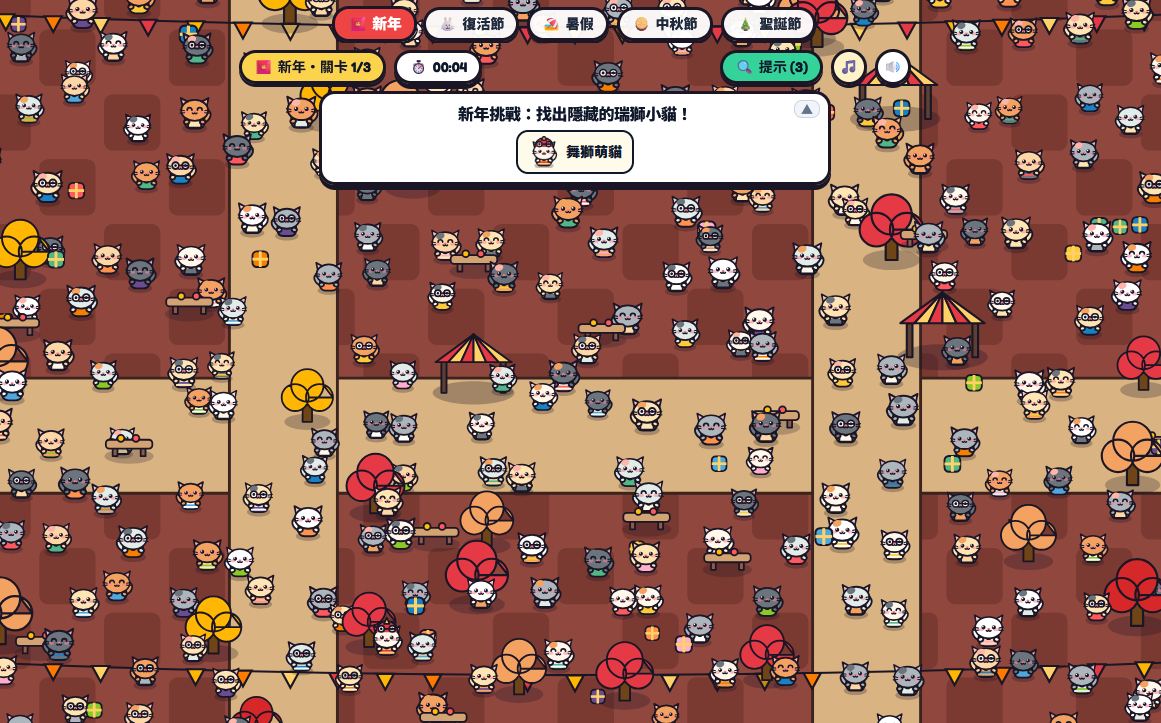 新年
復活節
暑假
中秋節
聖誕節
新年・關卡 1/3
00:04
提示 (3)
新年挑戰：找出隱藏的瑞獅小貓！
舞獅萌貓